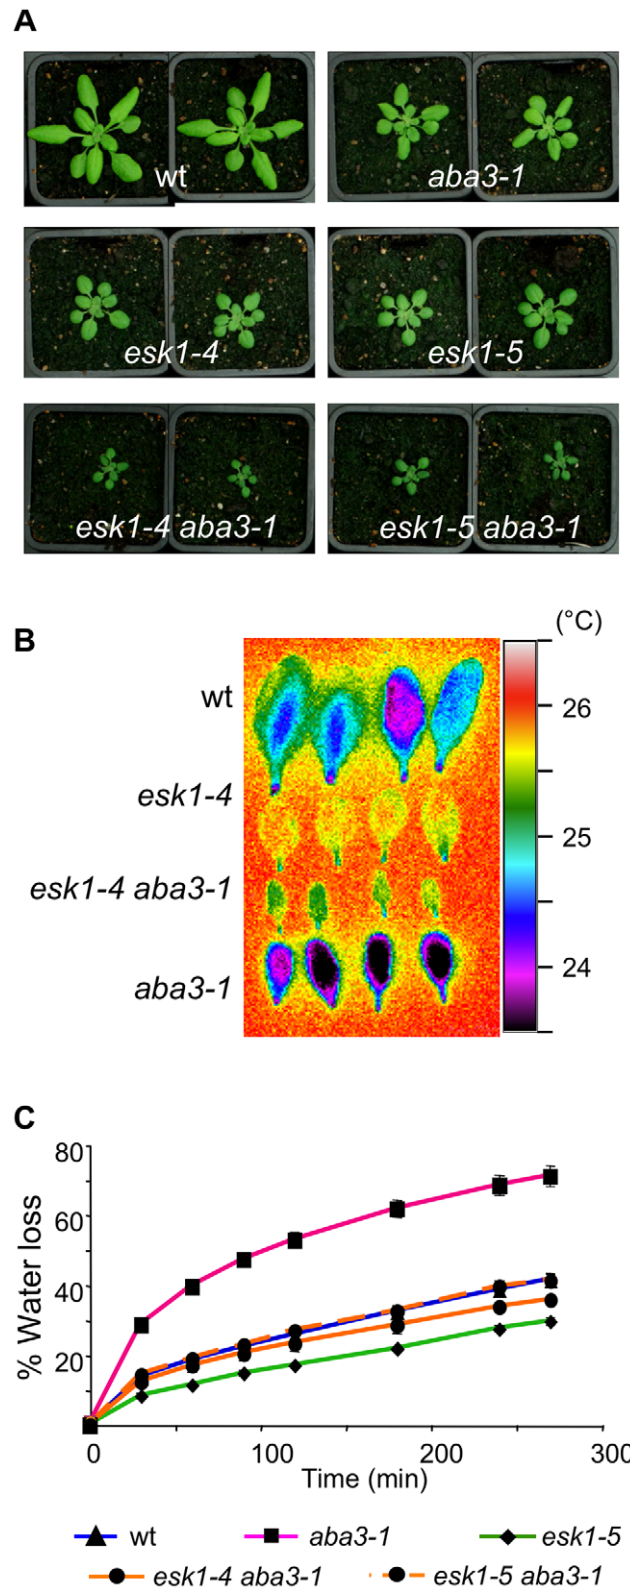 A
wt
aba3-1
esk1-4
esk1-5
esk1-4 aba3-1
esk1-5 aba3-1
B
(°C)
wt
26
esk1-4
25
esk1-4 aba3-1
24
aba3-1
C
80
60
40
20
% Water loss
0 100 200 300
Time (min)
wt aba3-1 esk1-5
esk1-4 aba3-1 esk1-5 aba3-1